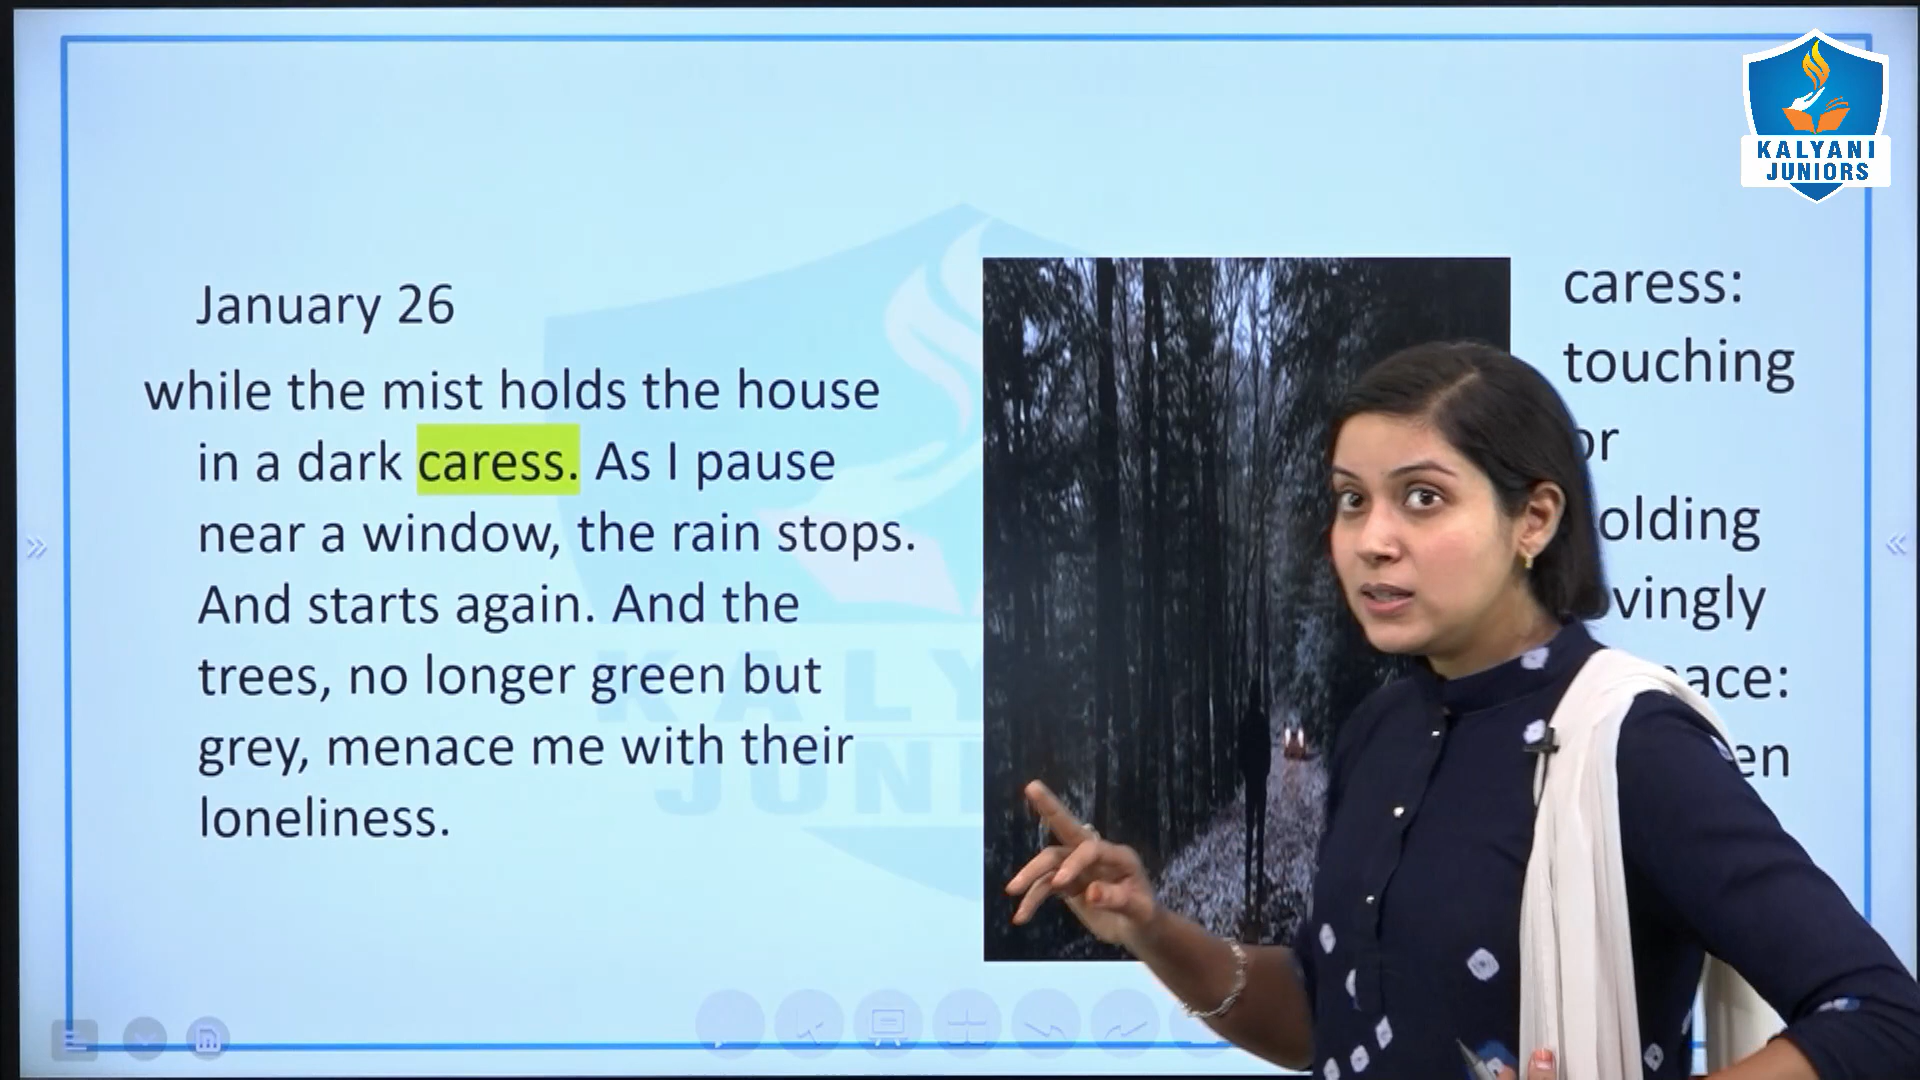 January 26
while the mist holds the house
in a dark caress. As I pause
near a window, the rain stops.
And starts again. And the
trees, no longer green but
grey, menace me with their
loneliness.
caress:
touching
or
olding
vingly
ace:
en
KALYANI
JUNIORS